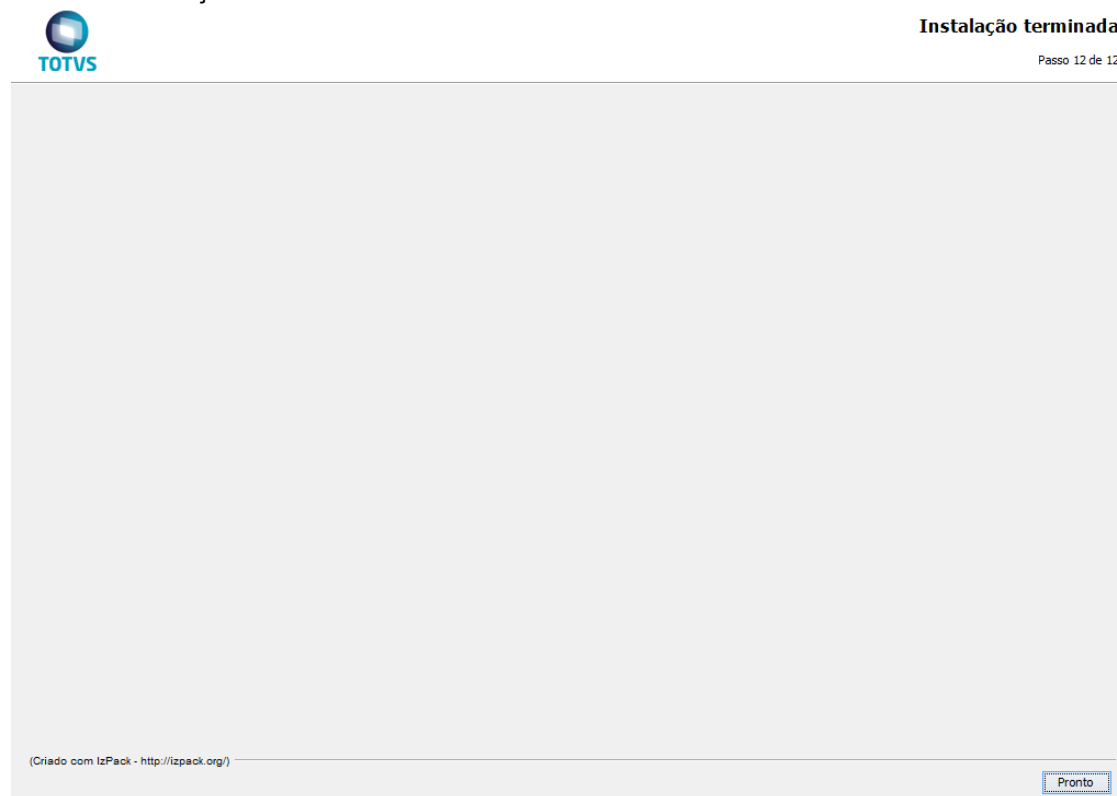 Instalação terminada
TOTVS
Passo 12 de 12
(Criado com IzPack - http://izpack.org/)
Pronto